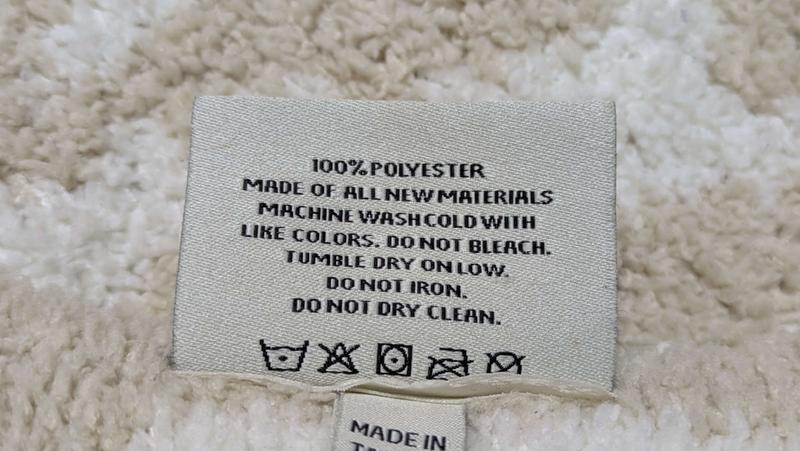 100% POLYESTER
MADE OF ALL NEW MATERIALS
MACHINE WASH COLD WITH
LIKE COLORS. DO NOT BLEACH.
TUMBLE DRY ON LOW.
DO NOT IRON.
DO NOT DRY CLEAN.
MADE IN